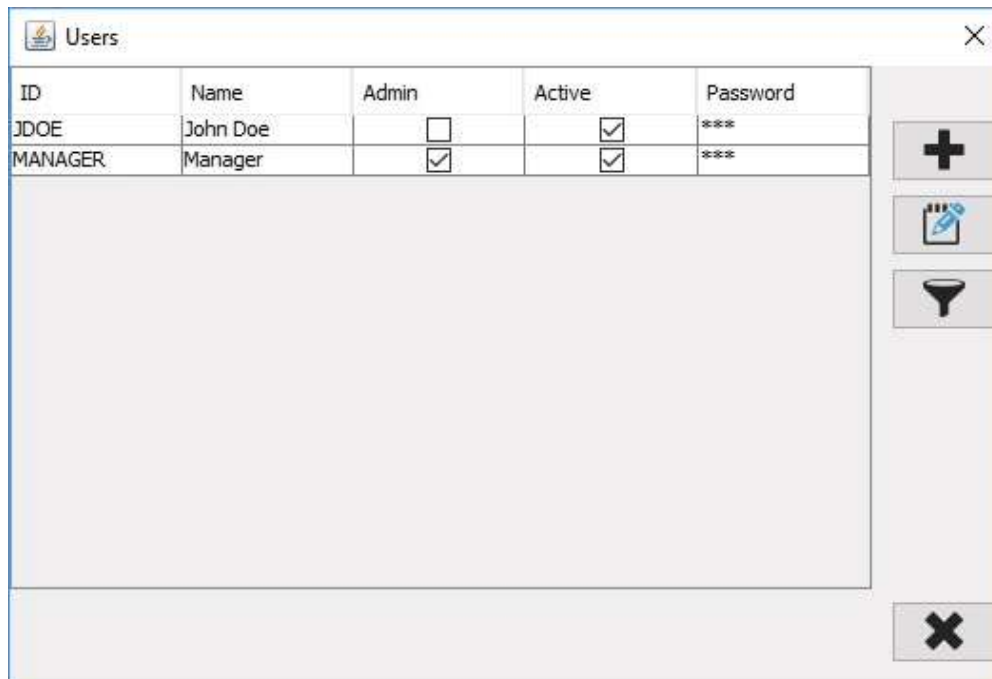 Users
ID Name Admin Active Password
JDOE John Doe ***
MANAGER Manager ***